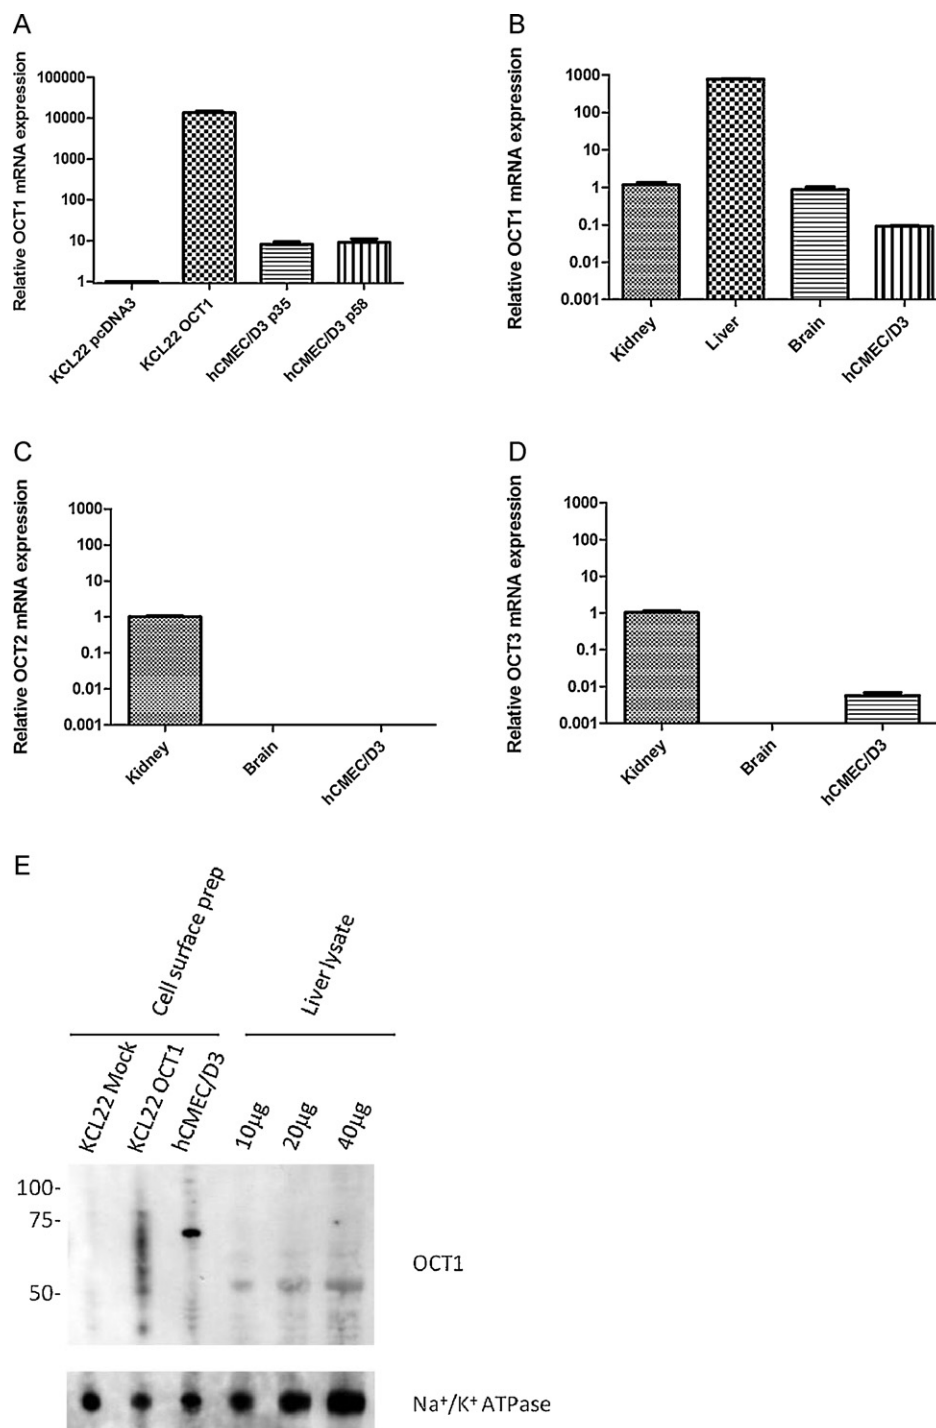 A
Relative OCT1 mRNA expression
100000
10000
1000
100
10
1
KCL22 pcDNA3
KCL22 OCT1
hCMEC/D3 p35
hCMEC/D3 p58
B
Relative OCT1 mRNA expression
1000
100
10
1
0.1
0.01
0.001
Kidney
Liver
Brain
hCMEC/D3
C
Relative OCT2 mRNA expression
1000
100
10
1
0.1
0.01
0.001
Kidney
Brain
hCMEC/D3
D
Relative OCT3 mRNA expression
1000
100
10
1
0.1
0.01
0.001
Kidney
Brain
hCMEC/D3
E
Cell surface prep
Liver lysate
KCL22 Mock
KCL22 OCT1
hCMEC/D3
10µg
20µg
40µg
100-
75-
50-
OCT1
Na⁺/K⁺ ATPase